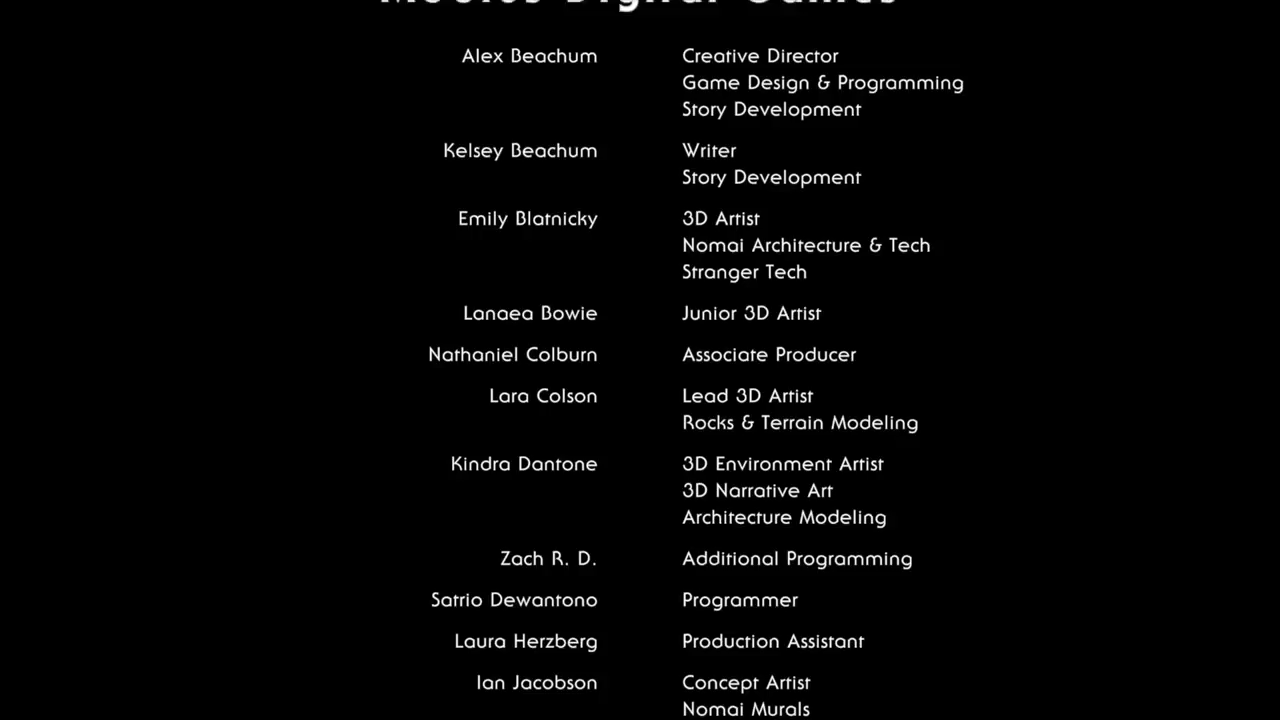 Mobius Digital Games
Alex Beachum Creative Director
Game Design & Programming
Story Development
Kelsey Beachum Writer
Story Development
Emily Blatnicky 3D Artist
Nomai Architecture & Tech
Stranger Tech
Lanaea Bowie Junior 3D Artist
Nathaniel Colburn Associate Producer
Lara Colson Lead 3D Artist
Rocks & Terrain Modeling
Kindra Dantone 3D Environment Artist
3D Narrative Art
Architecture Modeling
Zach R. D. Additional Programming
Satrio Dewantono Programmer
Laura Herzberg Production Assistant
Ian Jacobson Concept Artist
Nomai Murals